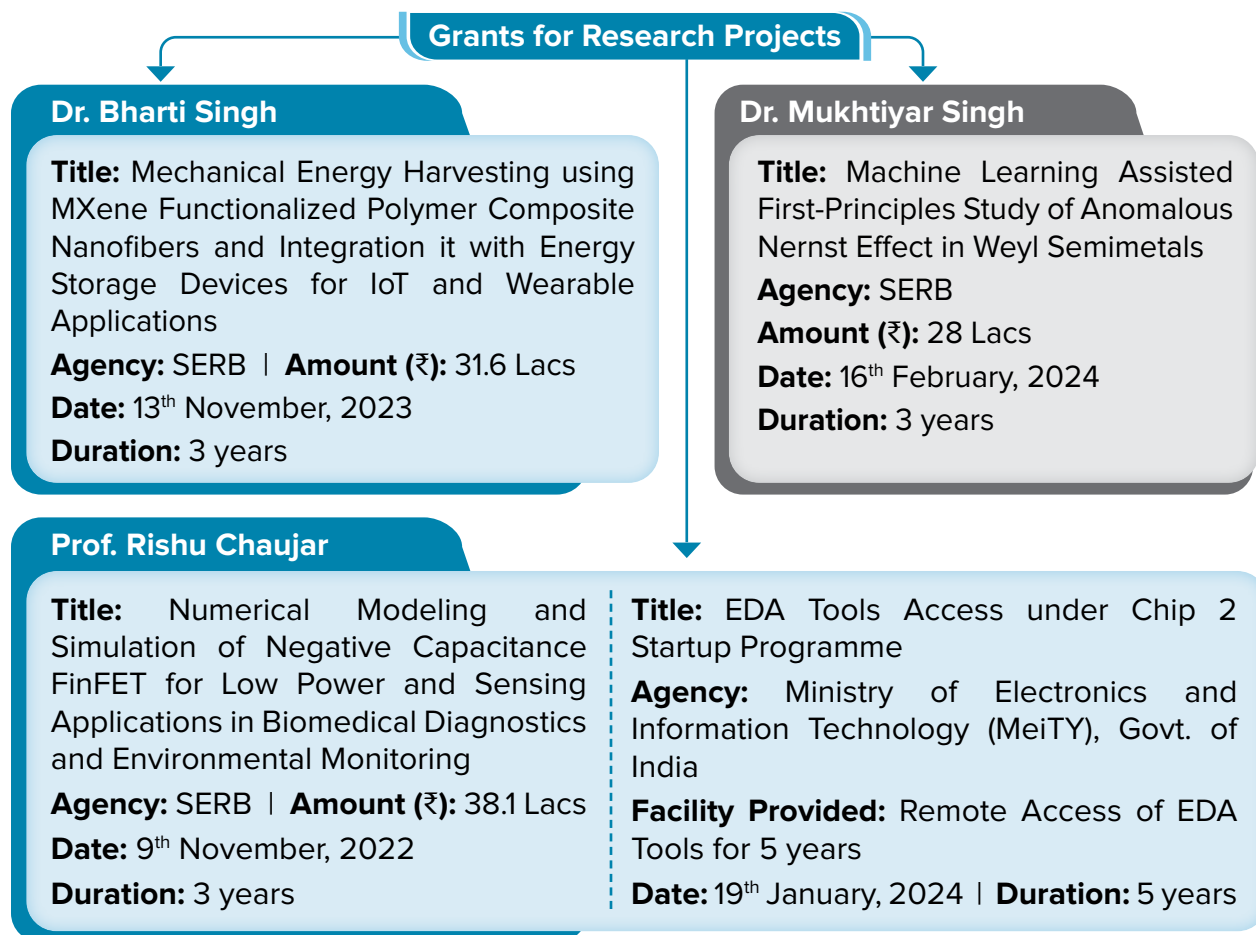 Grants for Research Projects
Dr. Bharti Singh
Title: Mechanical Energy Harvesting using
MXene Functionalized Polymer Composite
Nanofibers and Integration it with Energy
Storage Devices for IoT and Wearable
Applications
Agency: SERB | Amount (₹): 31.6 Lacs
Date: 13th November, 2023
Duration: 3 years
Dr. Mukhtiyar Singh
Title: Machine Learning Assisted
First-Principles Study of Anomalous
Nernst Effect in Weyl Semimetals
Agency: SERB
Amount (₹): 28 Lacs
Date: 16th February, 2024
Duration: 3 years
Prof. Rishu Chaujar
Title: Numerical Modeling and
Simulation of Negative Capacitance
FinFET for Low Power and Sensing
Applications in Biomedical Diagnostics
and Environmental Monitoring
Agency: SERB | Amount (₹): 38.1 Lacs
Date: 9th November, 2022
Duration: 3 years
Title: EDA Tools Access under Chip 2
Startup Programme
Agency: Ministry of Electronics and
Information Technology (MeiTY), Govt. of
India
Facility Provided: Remote Access of EDA
Tools for 5 years
Date: 19th January, 2024 | Duration: 5 years